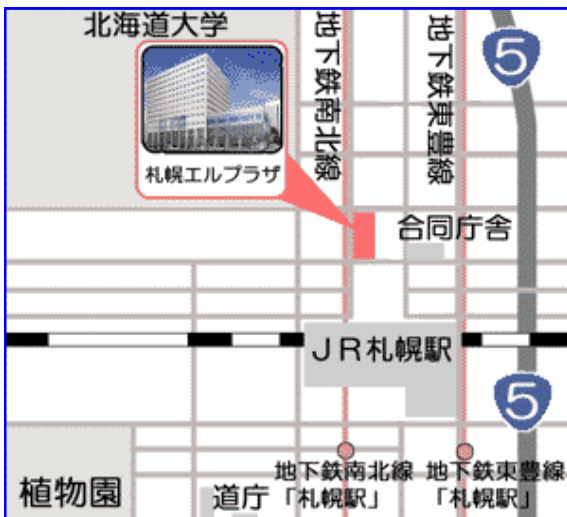 北海道大学
地下鉄南北線
地下鉄東豊線
5
札幌エルプラザ
合同庁舎
JR札幌駅
5
地下鉄南北線
「札幌駅」
地下鉄東豊線
「札幌駅」
植物園
道庁